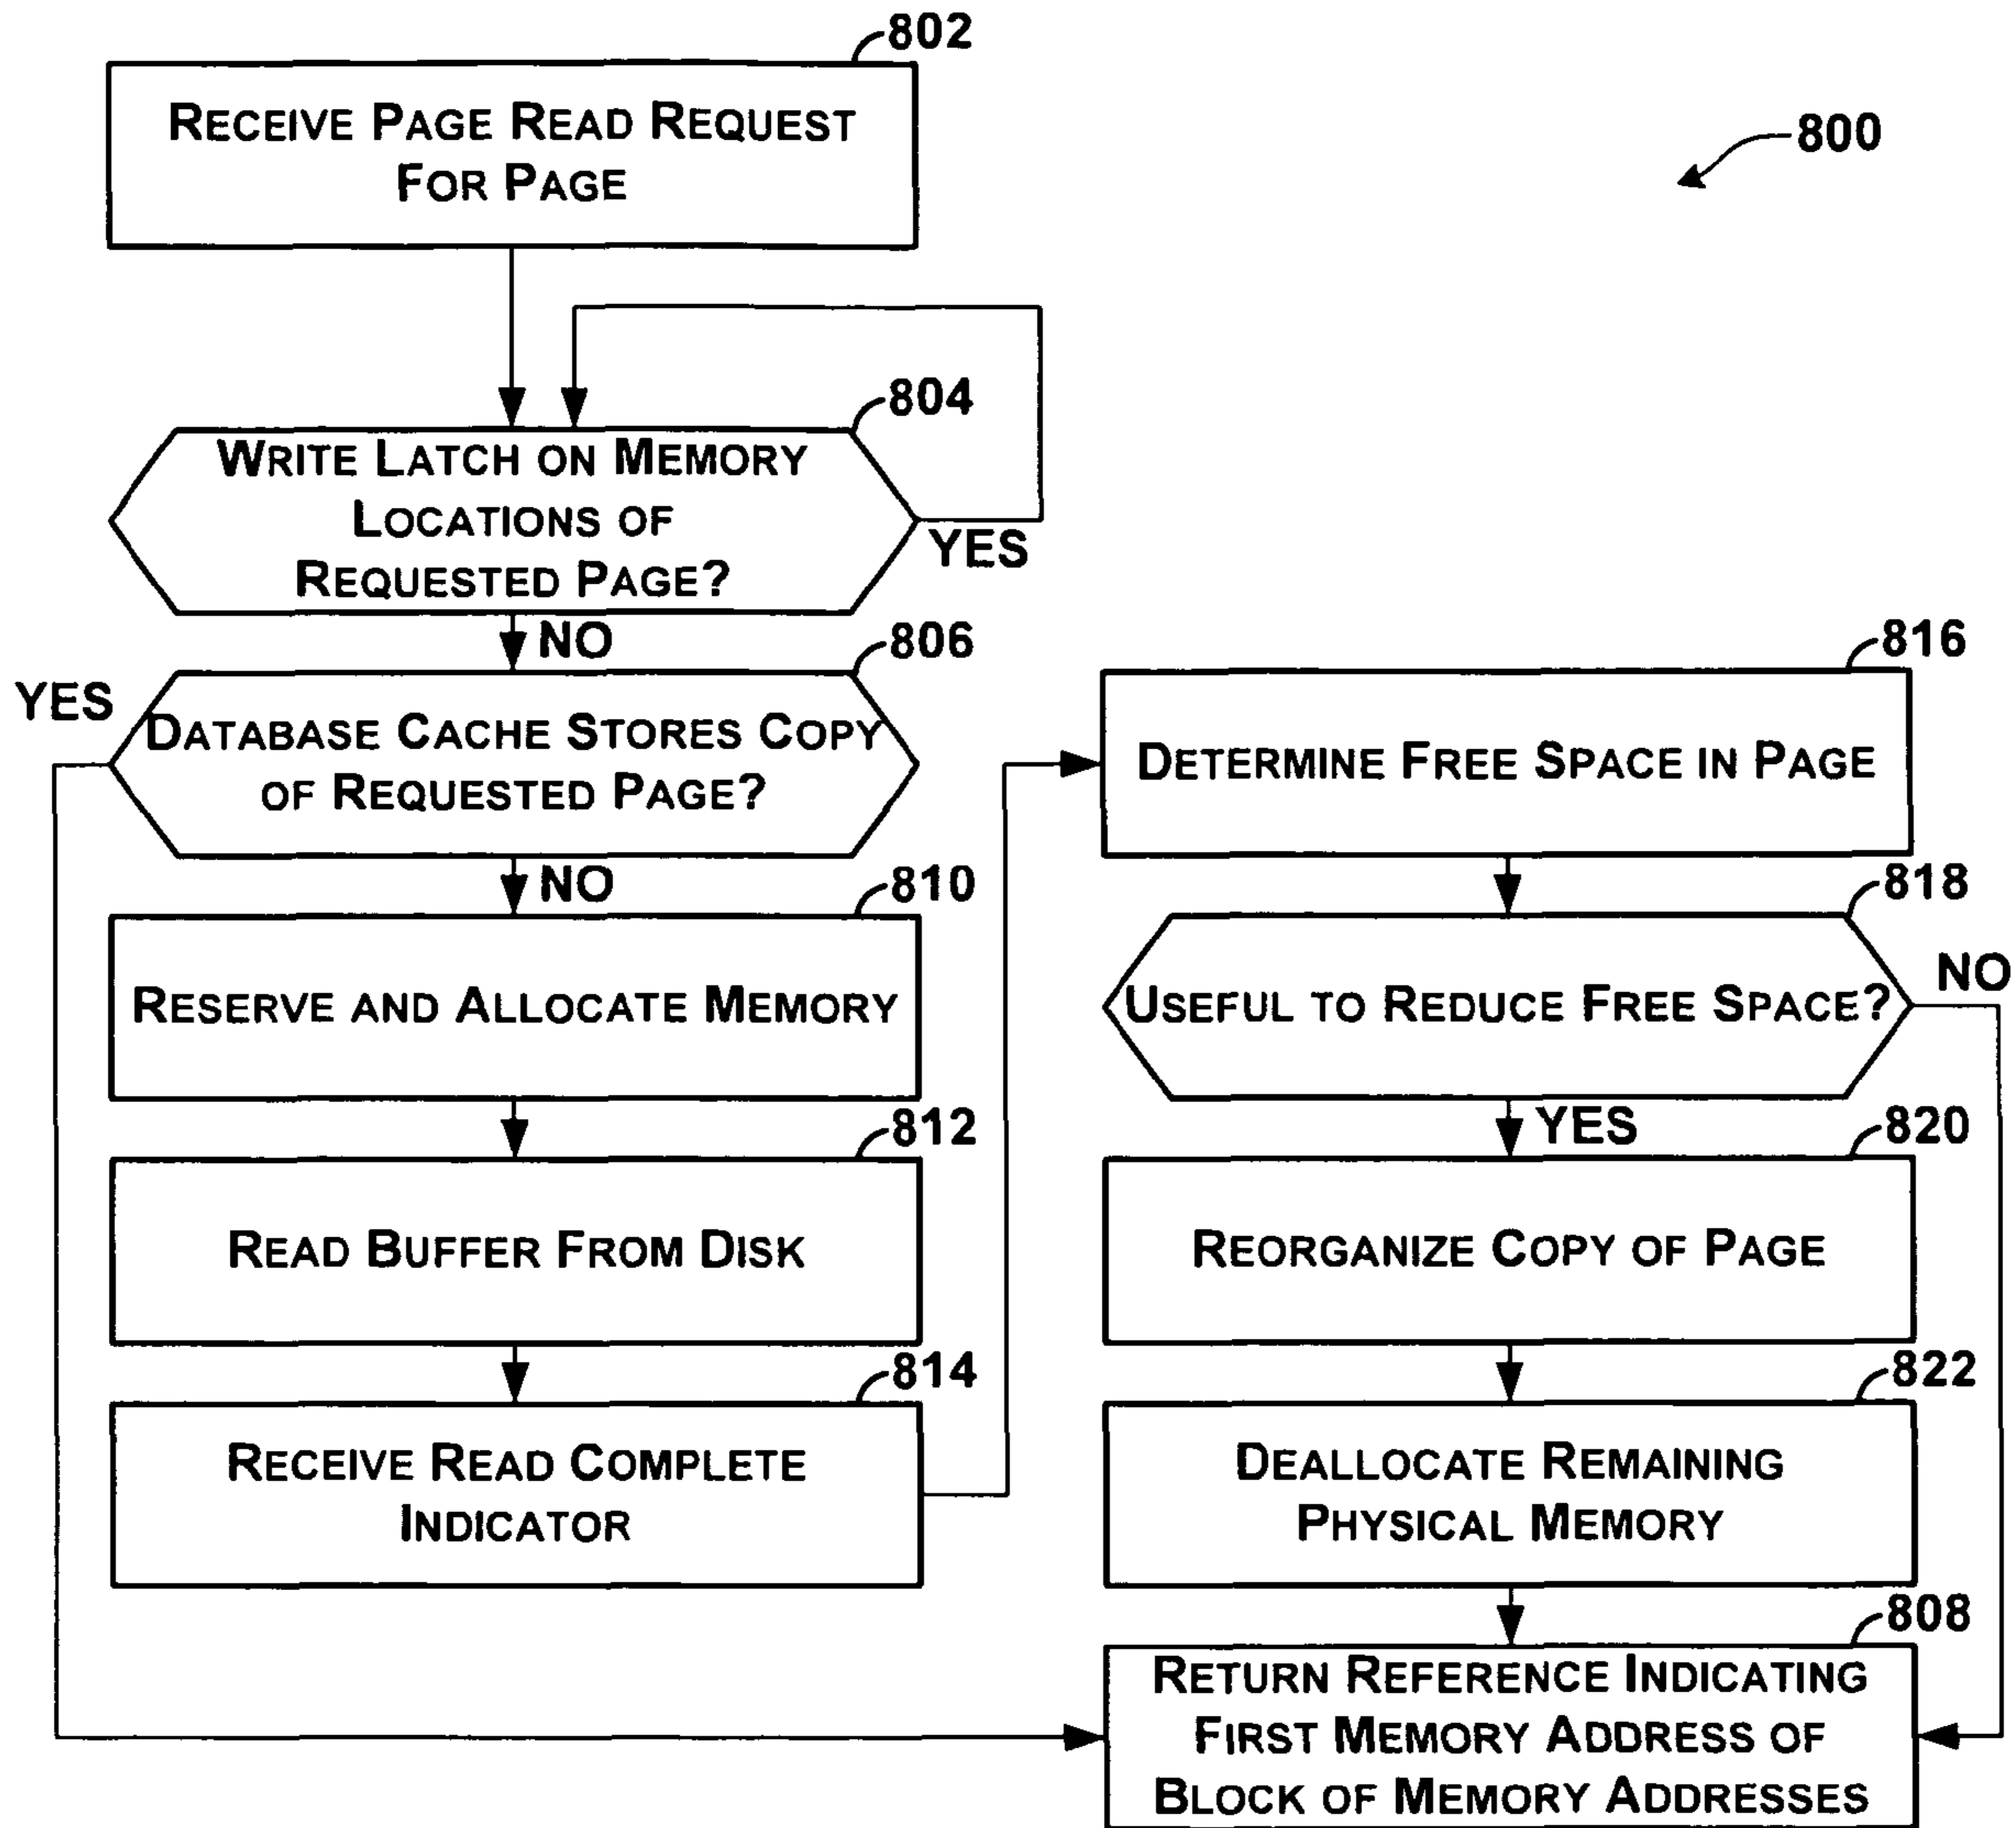 802
RECEIVE PAGE READ REQUEST
FOR PAGE
800
804
WRITE LATCH ON MEMORY
LOCATIONS OF
REQUESTED PAGE?
YES
NO
806
YES
DATABASE CACHE STORES COPY
OF REQUESTED PAGE?
NO
810
RESERVE AND ALLOCATE MEMORY
812
READ BUFFER FROM DISK
814
RECEIVE READ COMPLETE
INDICATOR
816
DETERMINE FREE SPACE IN PAGE
818
USEFUL TO REDUCE FREE SPACE?
NO
YES
820
REORGANIZE COPY OF PAGE
822
DEALLOCATE REMAINING
PHYSICAL MEMORY
808
RETURN REFERENCE INDICATING
FIRST MEMORY ADDRESS OF
BLOCK OF MEMORY ADDRESSES